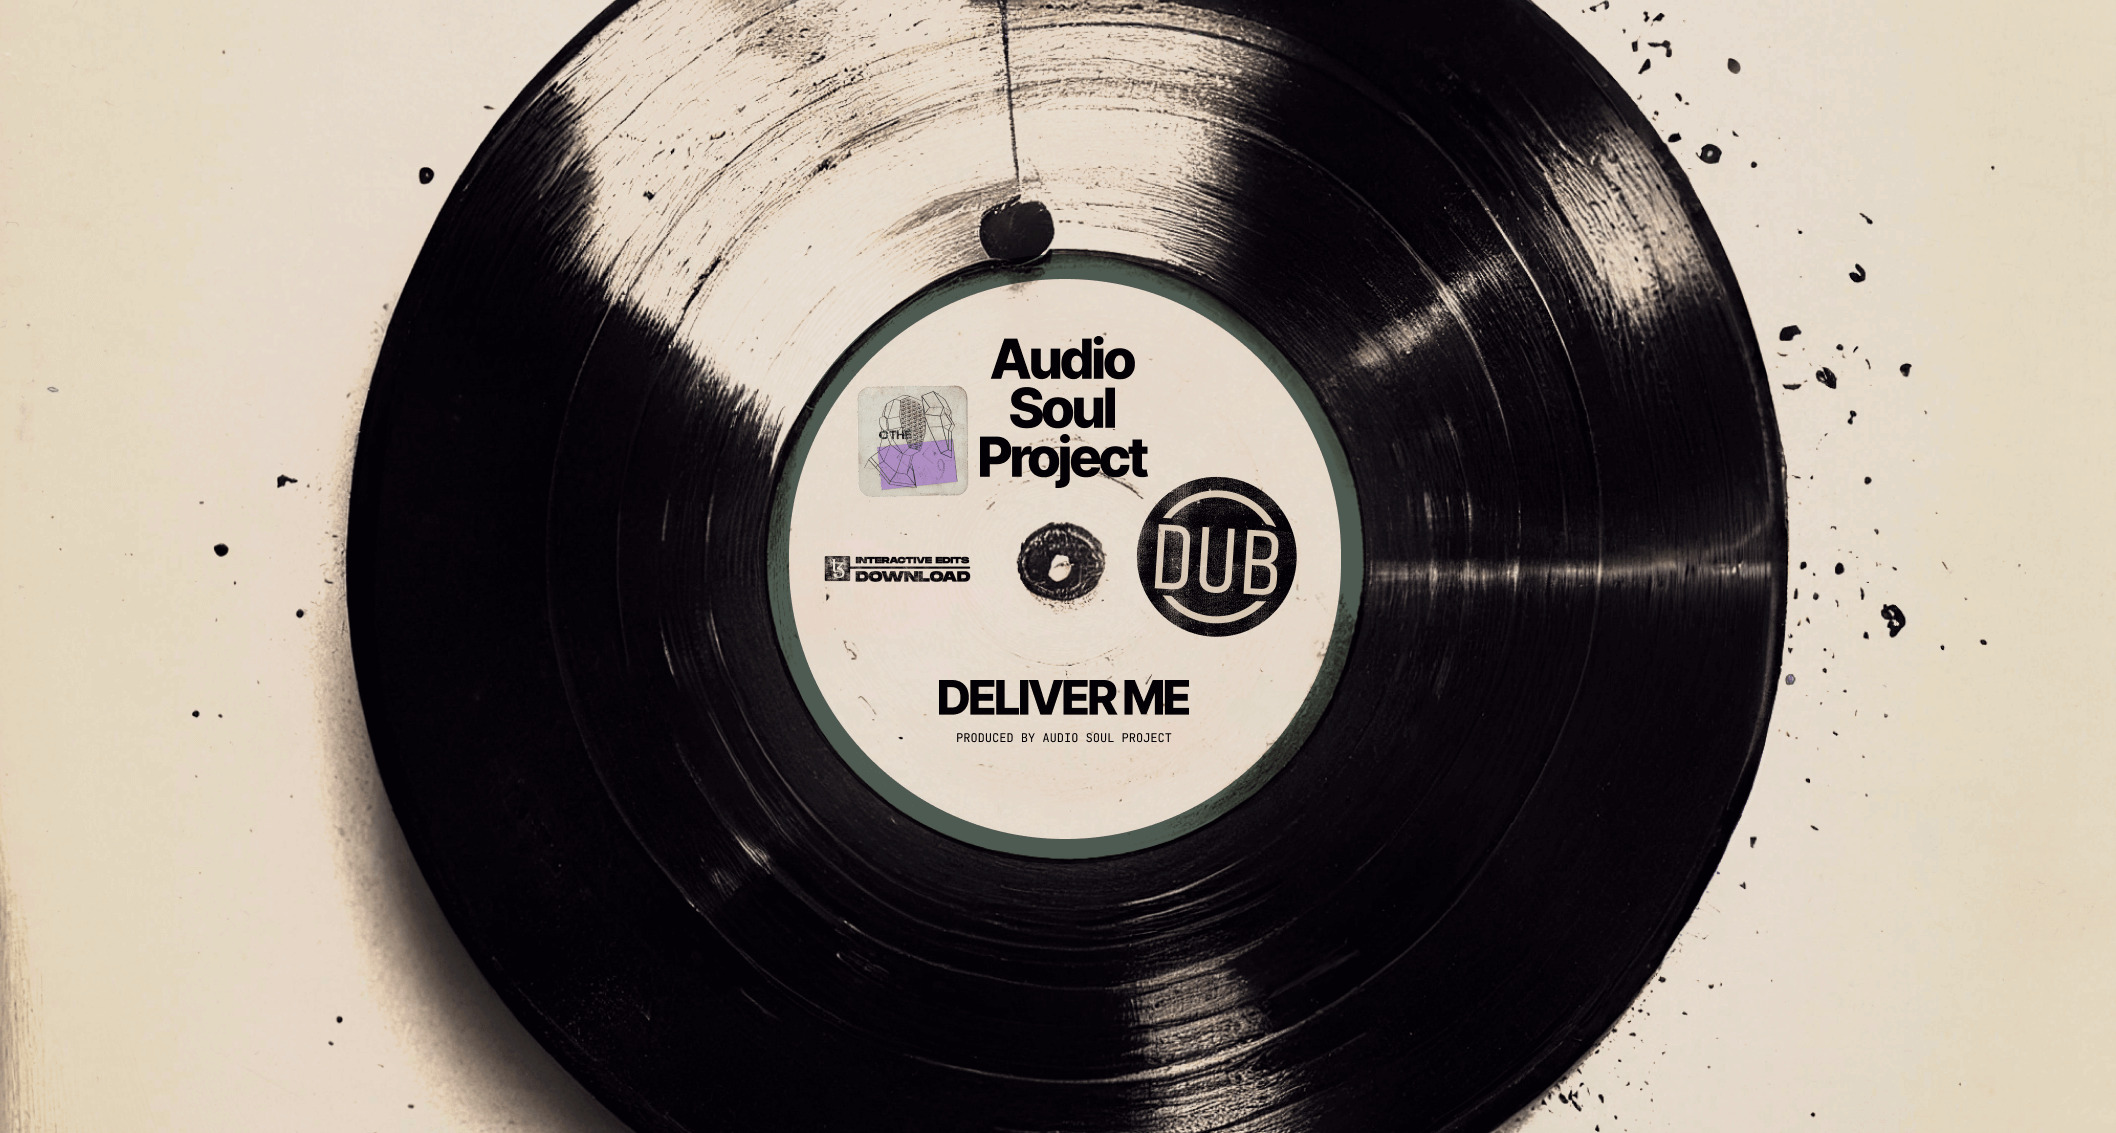 Audio
Soul
Project
THE
INTERACTIVE EDITS
DOWNLOAD
DUB
DELIVER ME
PRODUCED BY AUDIO SOUL PROJECT